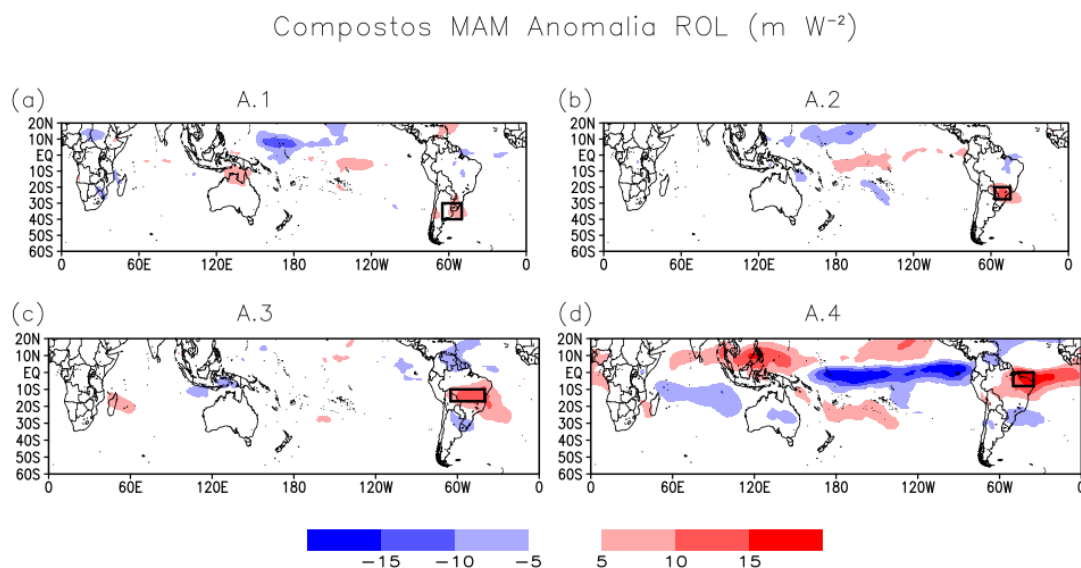 Compostos MAM Anomalia ROL (m W⁻²)
(a) A.1
20N
10N
EQ
10S
20S
30S
40S
50S
60S
0 60E 120E 180 120W 60W 0
(b) A.2
20N
10N
EQ
10S
20S
30S
40S
50S
60S
0 60E 120E 180 120W 60W 0
(c) A.3
20N
10N
EQ
10S
20S
30S
40S
50S
60S
0 60E 120E 180 120W 60W 0
(d) A.4
20N
10N
EQ
10S
20S
30S
40S
50S
60S
0 60E 120E 180 120W 60W 0
−15 −10 −5 5 10 15